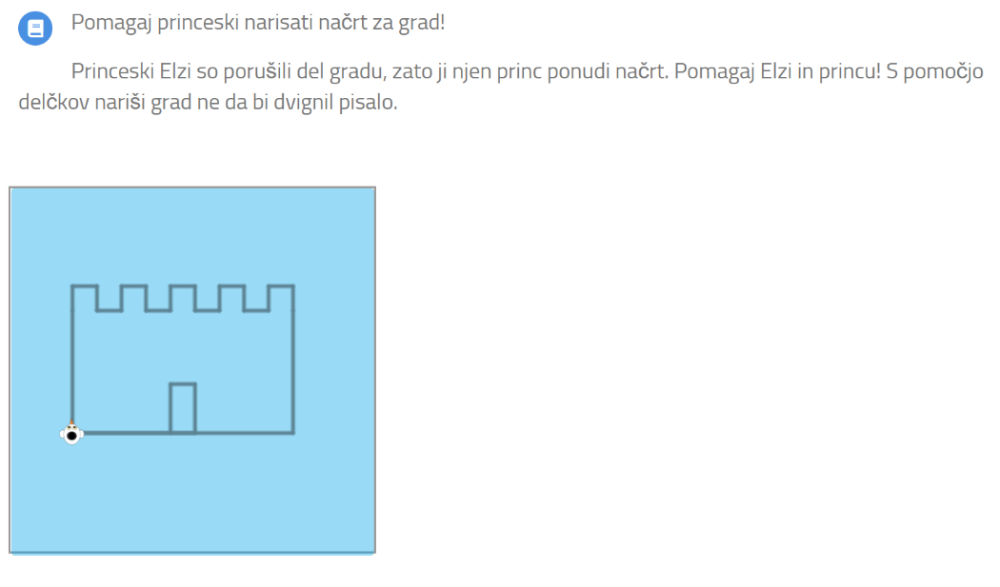 Pomagaj princeski narisati načrt za grad!
Princeski Elzi so porušili del gradu, zato ji njen princ ponudi načrt. Pomagaj Elzi in princu! S pomočjo
delčkov nariši grad ne da bi dvignil pisalo.